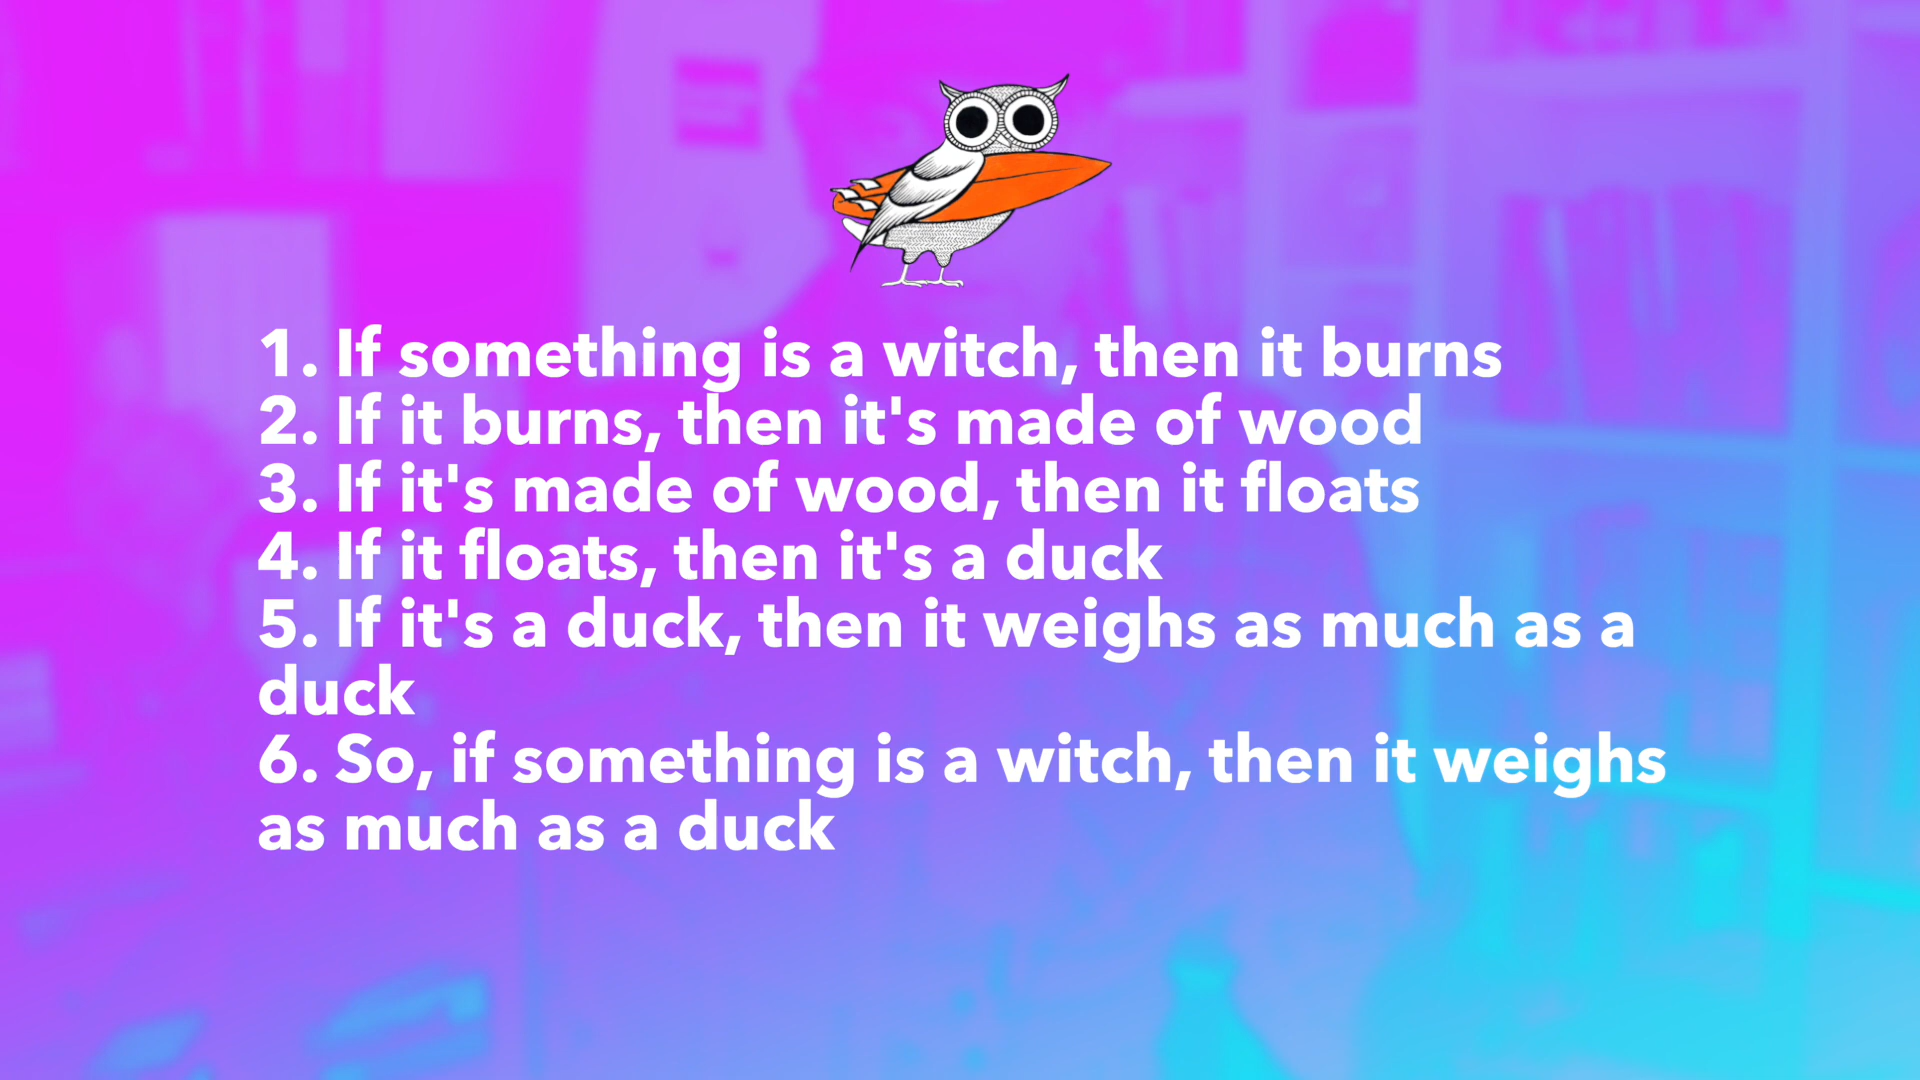 1. If something is a witch, then it burns
2. If it burns, then it's made of wood
3. If it's made of wood, then it floats
4. If it floats, then it's a duck
5. If it's a duck, then it weighs as much as a
duck
6. So, if something is a witch, then it weighs
as much as a duck